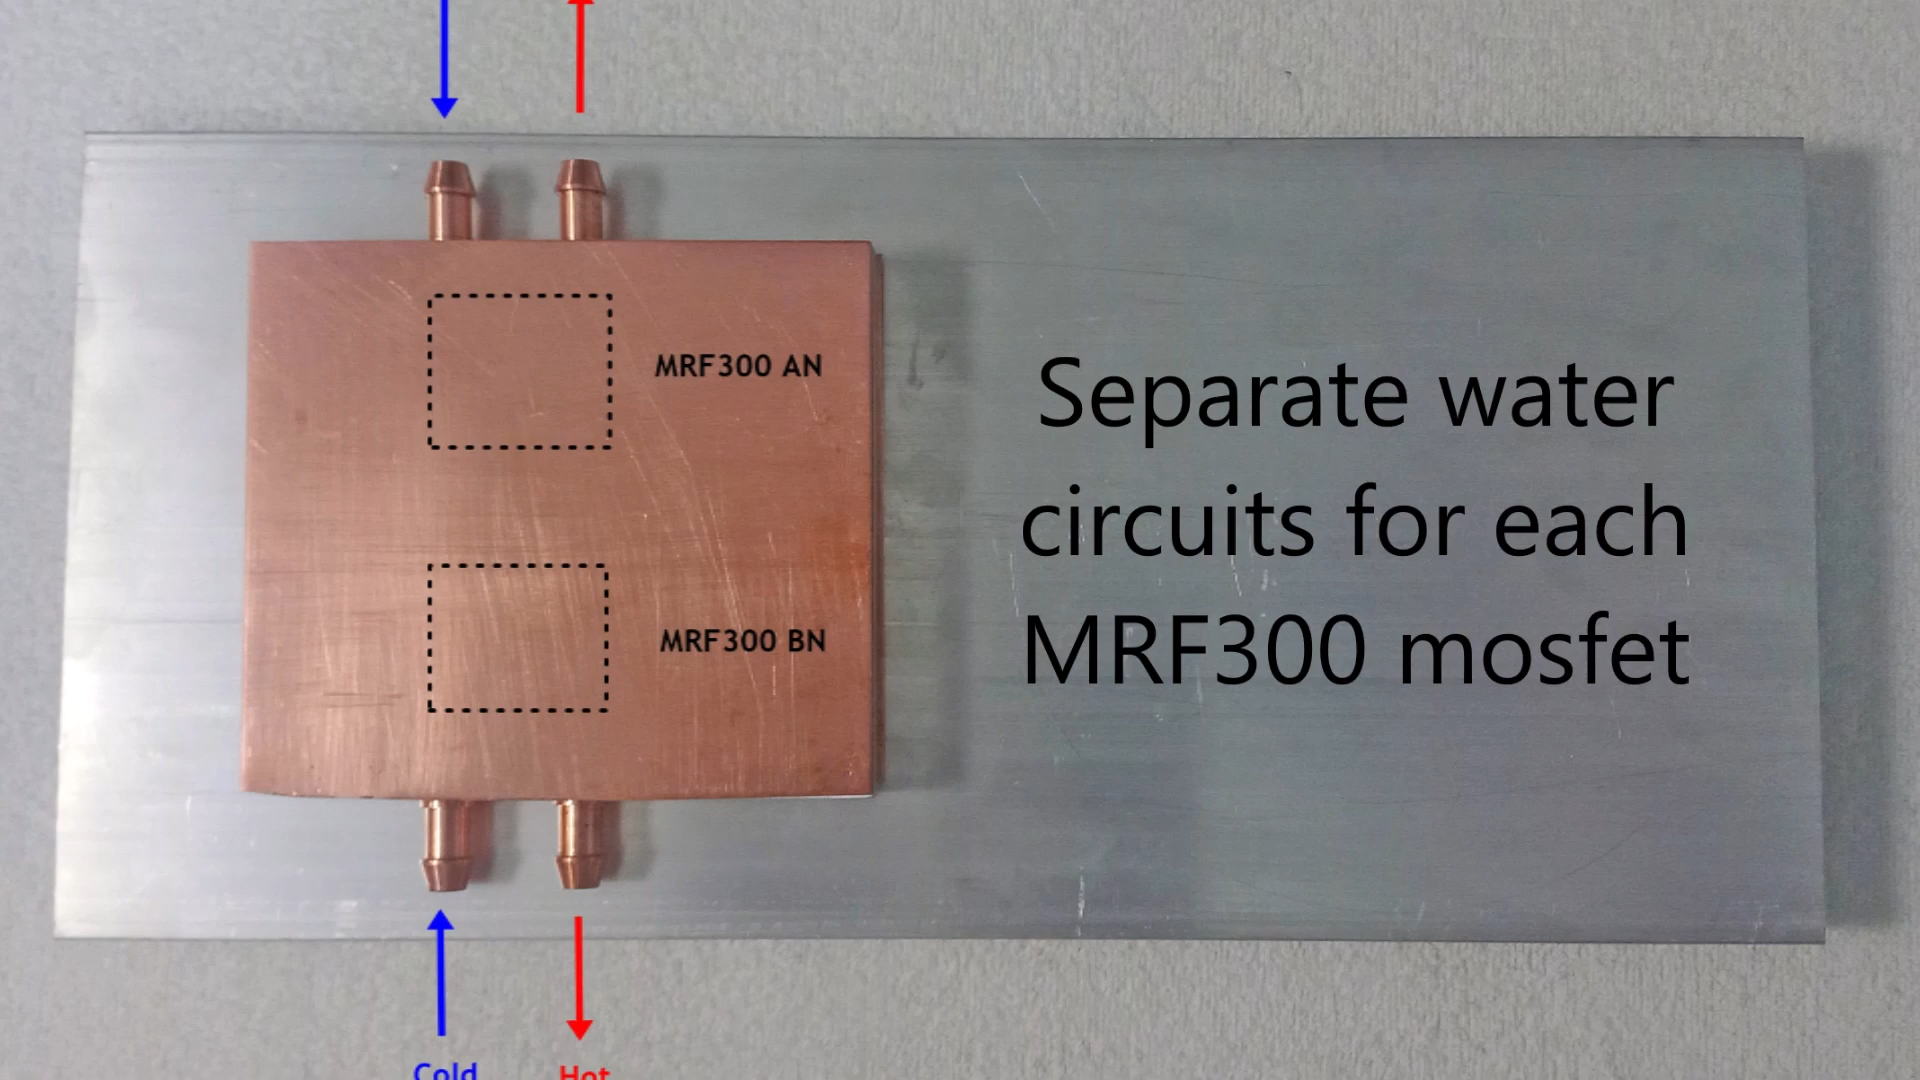 MRF300 AN
MRF300 BN
Separate water
circuits for each
MRF300 mosfet
Cold
Hot